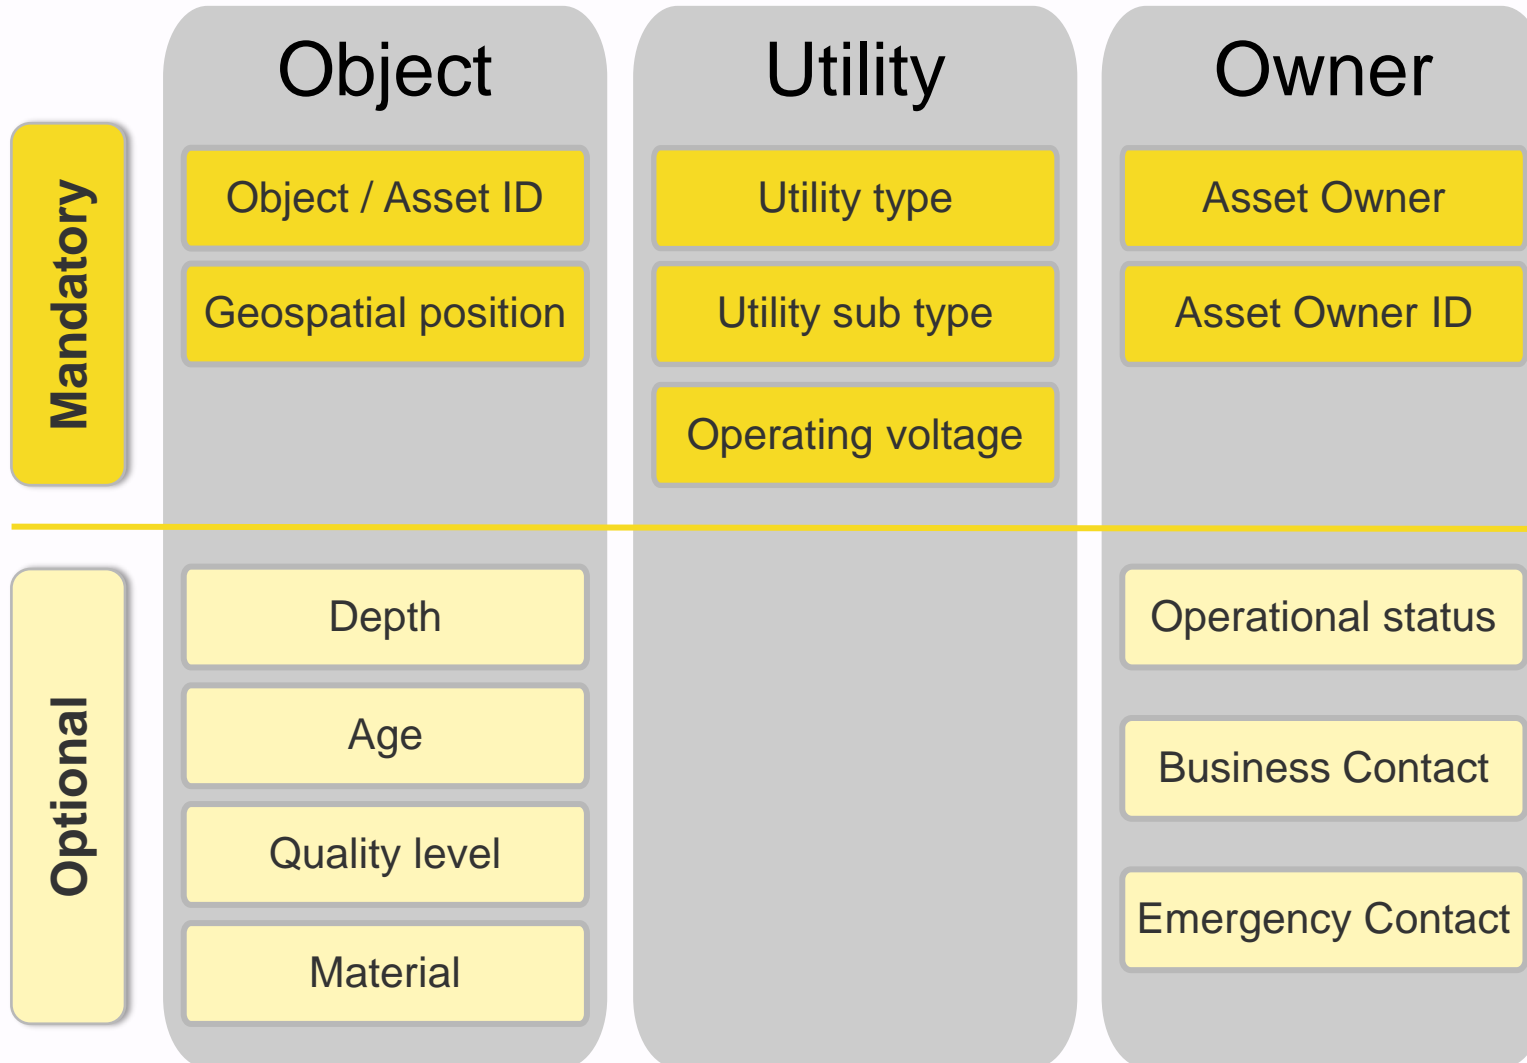 Object
Utility
Owner
Mandatory
Object / Asset ID
Utility type
Asset Owner
Geospatial position
Utility sub type
Asset Owner ID
Operating voltage
Optional
Depth
Operational status
Age
Business Contact
Quality level
Emergency Contact
Material